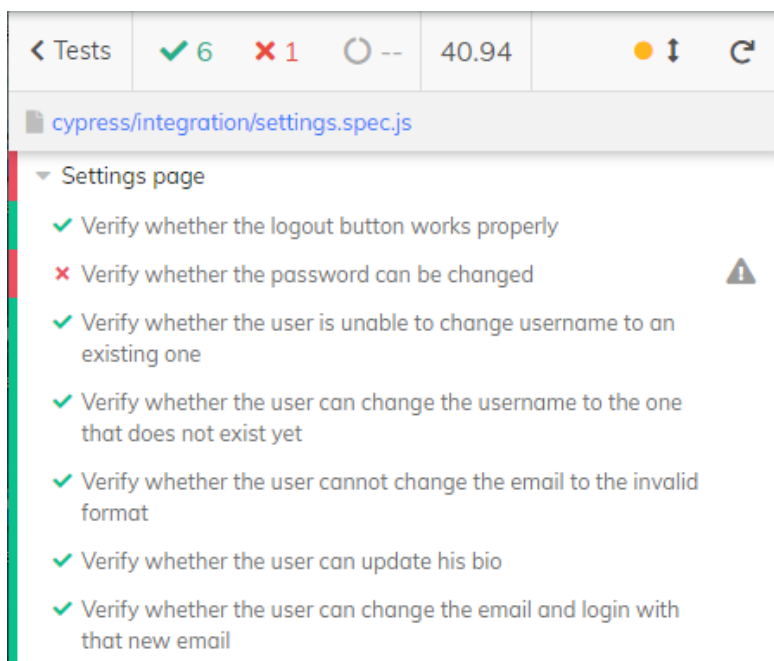 Tests 6 1 -- 40.94
cypress/integration/settings.spec.js
Settings page
Verify whether the logout button works properly
Verify whether the password can be changed
Verify whether the user is unable to change username to an
existing one
Verify whether the user can change the username to the one
that does not exist yet
Verify whether the user cannot change the email to the invalid
format
Verify whether the user can update his bio
Verify whether the user can change the email and login with
that new email